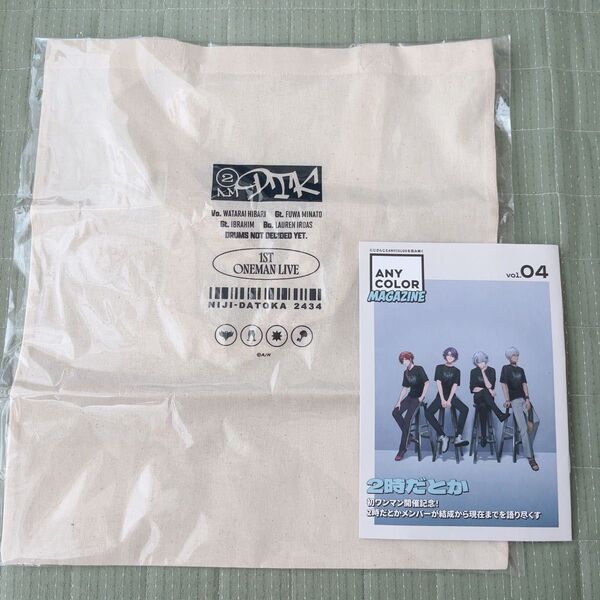 2
A.M
DTK
Vo. WATARAI HIBARI Gt. FUWA MINATO
Gt. IBRAHIM Ba. LAUREN IROAS
DRUMS NOT DECIDED YET.
1ST
ONEMAN LIVE
NIJI-DATOKA 2434
©A/N
ANY
COLOR
MAGAZINE
vol.04
2時だとか
初ワンマン開催記念!
2時だとかメンバーが結成から現在までを語り尽くす